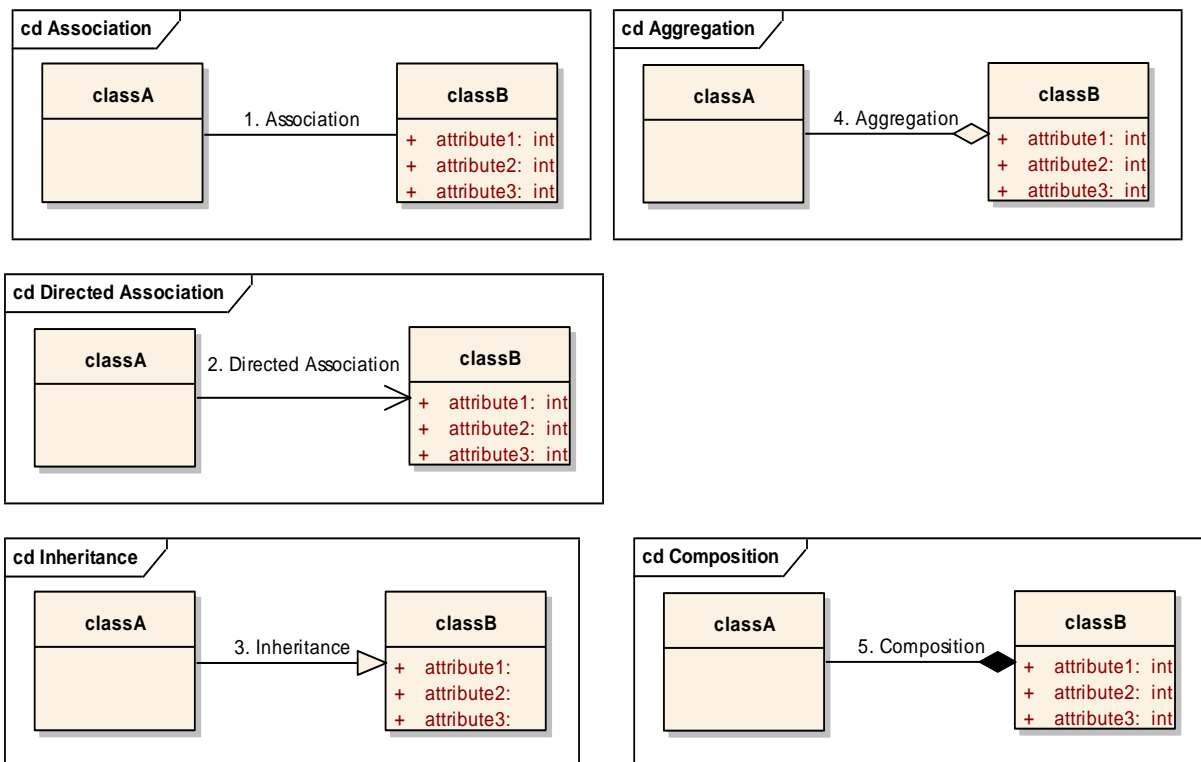 cd Association
classA
1. Association
classB
+ attribute1: int
+ attribute2: int
+ attribute3: int
cd Aggregation
classA
4. Aggregation
classB
+ attribute1: int
+ attribute2: int
+ attribute3: int
cd Directed Association
classA
2. Directed Association
classB
+ attribute1: int
+ attribute2: int
+ attribute3: int
cd Inheritance
classA
3. Inheritance
classB
+ attribute1:
+ attribute2:
+ attribute3:
cd Composition
classA
5. Composition
classB
+ attribute1: int
+ attribute2: int
+ attribute3: int